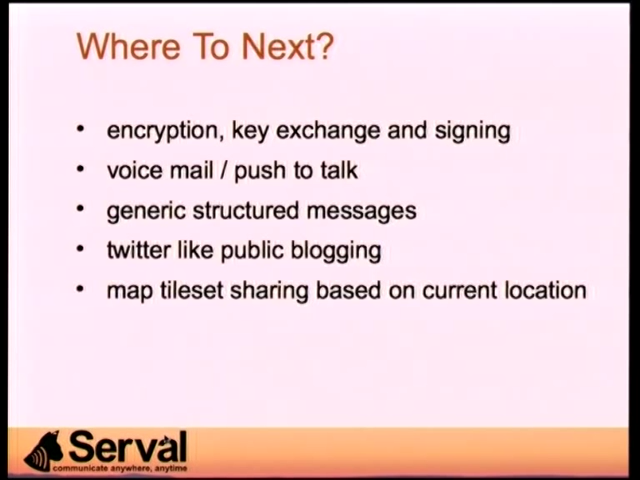 Where To Next?
• encryption, key exchange and signing
• voice mail / push to talk
• generic structured messages
• twitter like public blogging
• map tileset sharing based on current location
Serval
communicate anywhere, anytime